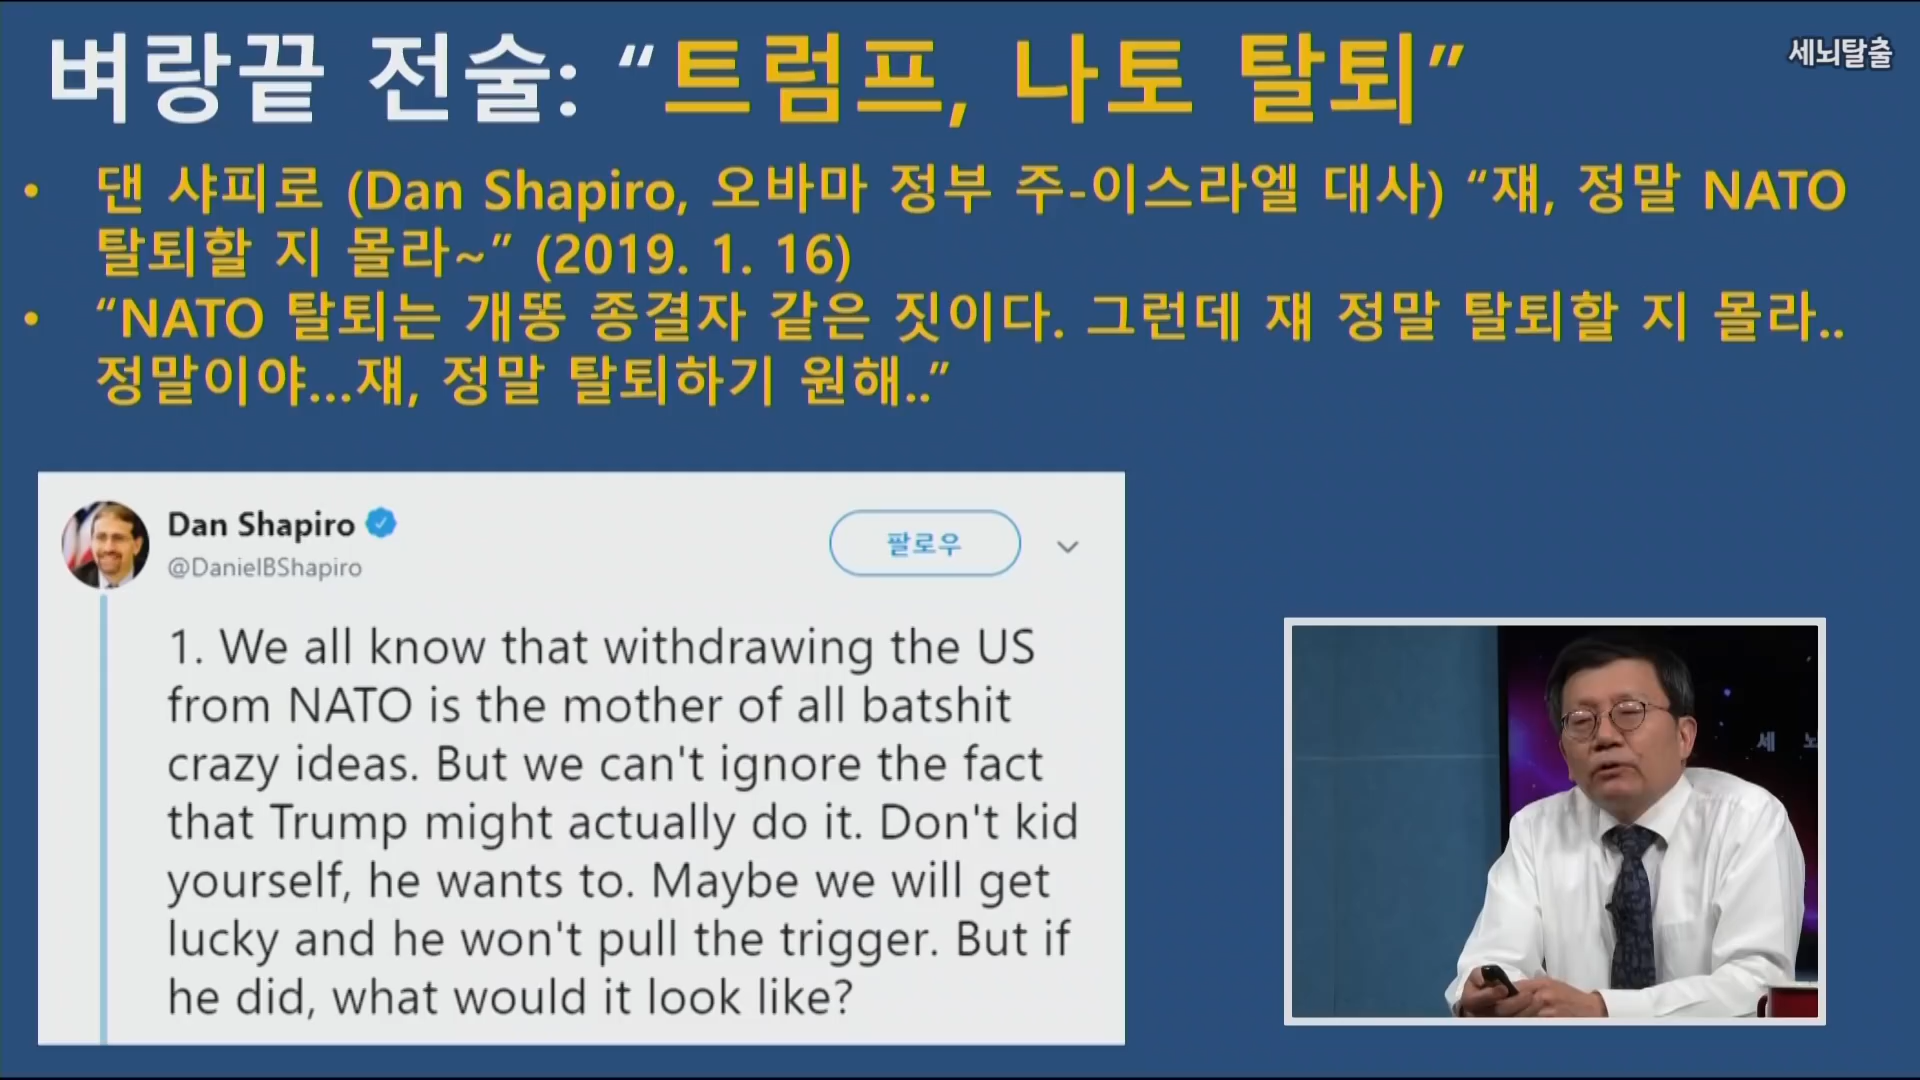 벼랑끝 전술: “트럼프, 나토 탈퇴”
세뇌탈출
• 댄 샤피로 (Dan Shapiro, 오바마 정부 주-이스라엘 대사) “쟤, 정말 NATO
탈퇴할 지 몰라~” (2019. 1. 16)
• “NATO 탈퇴는 개똥 종결자 같은 짓이다. 그런데 쟤 정말 탈퇴할 지 몰라..
정말이야...쟤, 정말 탈퇴하기 원해..”
Dan Shapiro
@DanielBShapiro
팔로우
1. We all know that withdrawing the US
from NATO is the mother of all batshit
crazy ideas. But we can't ignore the fact
that Trump might actually do it. Don't kid
yourself, he wants to. Maybe we will get
lucky and he won't pull the trigger. But if
he did, what would it look like?
세